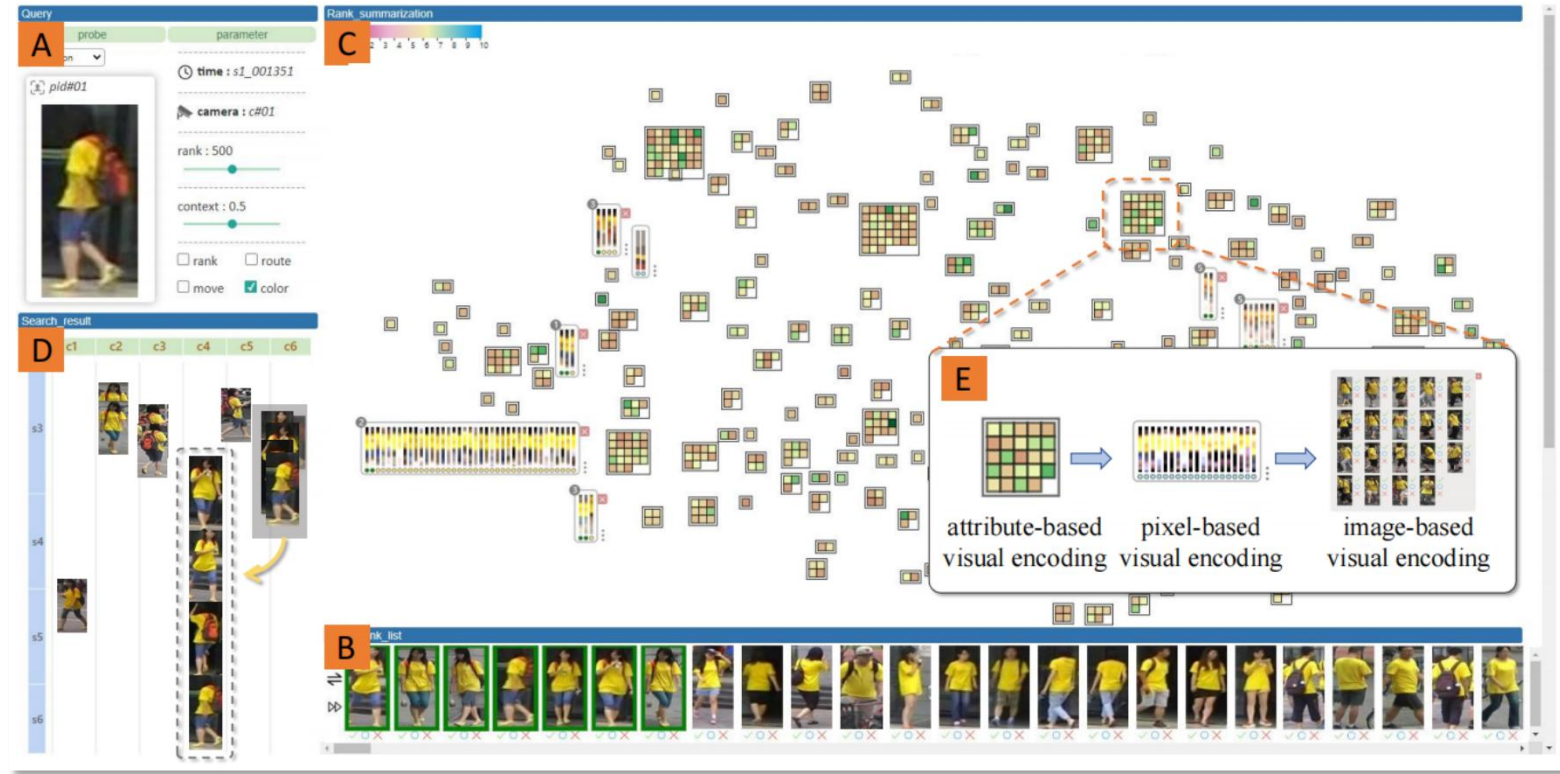 Query
A
probe
parameter
on
pid#01
time : s1_001351
camera : c#01
rank : 500
context : 0.5
rank
route
move
color
Search_result
D
c1
c2
c3
c4
c5
c6
s3
s4
s5
s6
Rank_summarization
C
2 3 4 5 6 7 8 9 10
3
5
5
1
2
3
E
attribute-based
visual encoding
pixel-based
visual encoding
image-based
visual encoding
B
nk_list